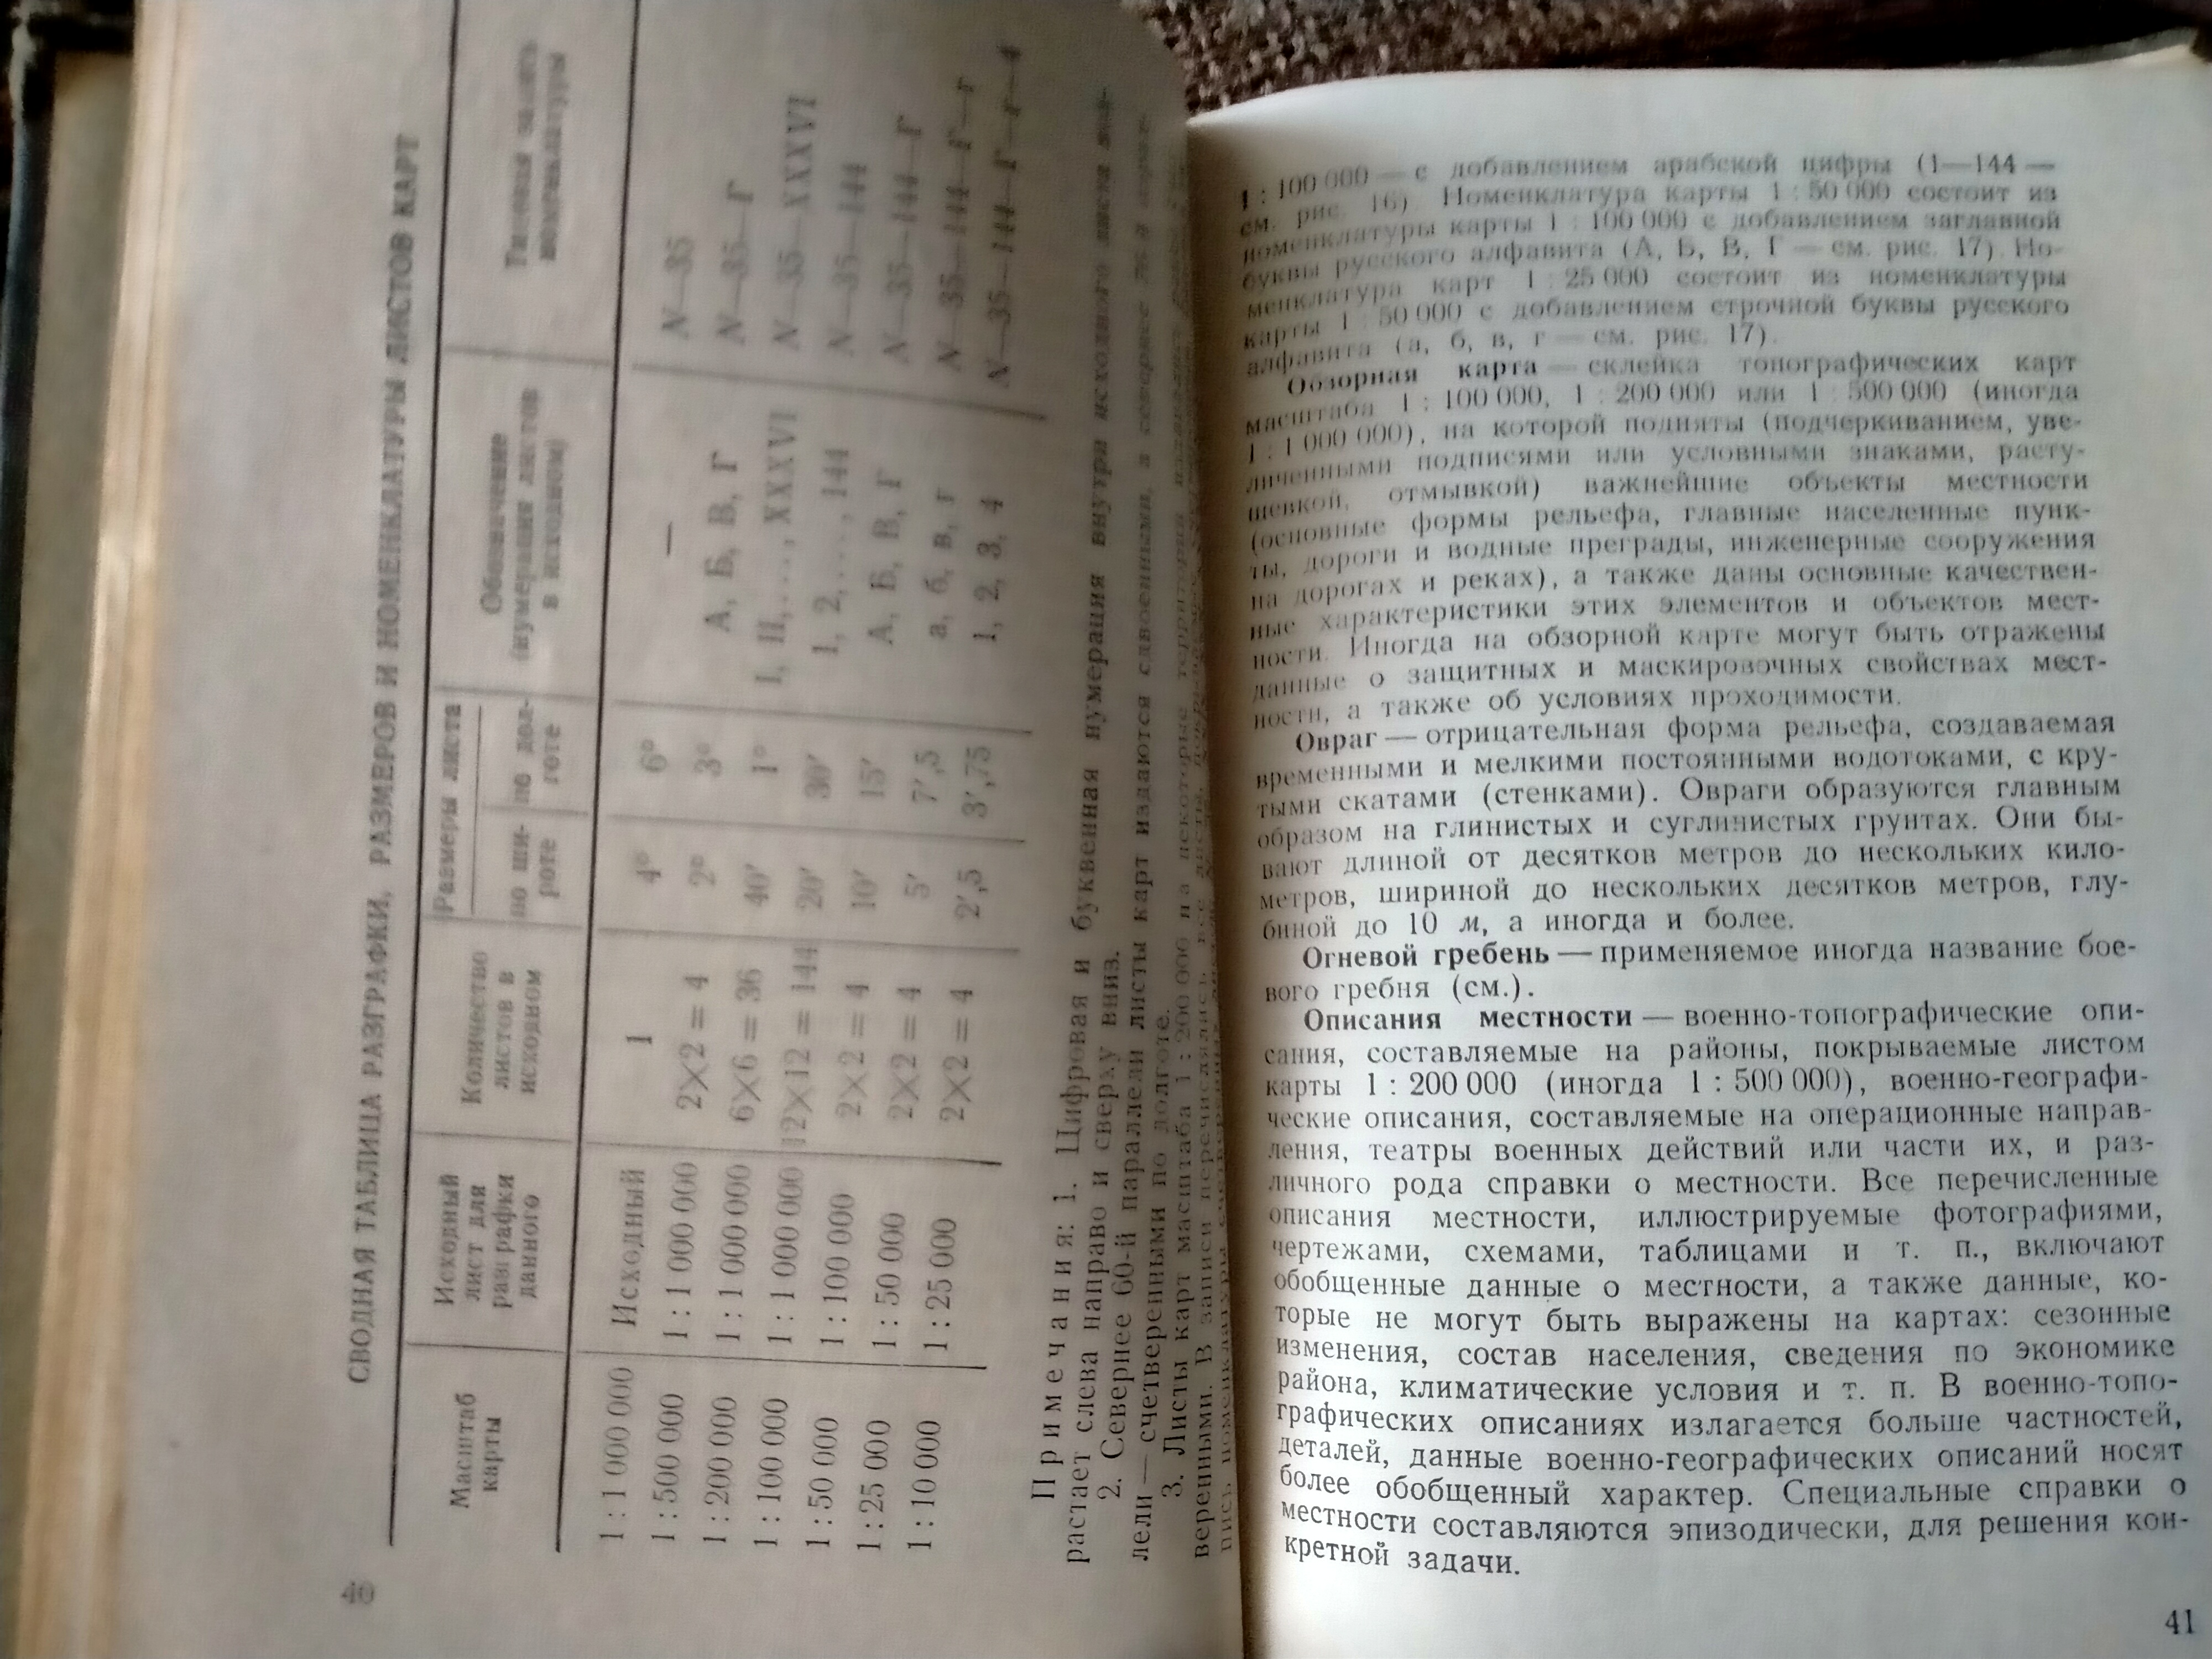 40
СВОДНАЯ ТАБЛИЦА РАЗГРАФКИ, РАЗМЕРОВ И НОМЕНКЛАТУРЫ ЛИСТОВ КАРТ
Масштаб карты
Исходный лист для разграфки данного
Количество листов в исходном
Размеры листа
по широте
по долготе
Обозначение (нумерация листов в исходном)
Типовая запись номенклатуры
1 : 1 000 000 Исходный 1 4° 6° — N—35
1 : 500 000 1 : 1 000 000 2×2 = 4 2° 3° А, Б, В, Г N—35—Г
1 : 200 000 1 : 1 000 000 6×6 = 36 40′ 1° I, II, . . . , XXXVI N—35—XXXVI
1 : 100 000 1 : 1 000 000 12×12 = 144 20′ 30′ 1, 2, . . . , 144 N—35—144
1 : 50 000 1 : 100 000 2×2 = 4 10′ 15′ А, Б, В, Г N—35—144—Г
1 : 25 000 1 : 50 000 2×2 = 4 5′ 7′,5 а, б, в, г N—35—144—Г—г
1 : 10 000 1 : 25 000 2×2 = 4 2′,5 3′,75 1, 2, 3, 4 N—35—144—Г—г—4
Примечания: 1. Цифровая и буквенная нумерация внутри исходного листа воз-
растает слева направо и сверху вниз.
2. Севернее 60-й параллели листы карт издаются сдвоенными, а севернее 76-й парал-
лели — счетверенными по долготе.
3. Листы карт масштаба 1 : 200 000 на некоторые территории издаются
веренными. В записи перечислялась все листы,
1 : 100 000 — с добавлением арабской цифры (1—144 —
см. рис. 16). Номенклатура карты 1 : 50 000 состоит из
номенклатуры карты 1 : 100 000 с добавлением заглавной
буквы русского алфавита (А, Б, В, Г — см. рис. 17). Но-
менклатура карт 1 : 25 000 состоит из номенклатуры
карты 1 : 50 000 с добавлением строчной буквы русского
алфавита (а, б, в, г — см. рис. 17).
Обзорная карта — склейка топографических карт
масштаба 1 : 100 000, 1 : 200 000 или 1 : 500 000 (иногда
1 : 1 000 000), на которой подняты (подчеркиванием, уве-
личенными подписями или условными знаками, расту-
шевкой, отмывкой) важнейшие объекты местности
(основные формы рельефа, главные населенные пунк-
ты, дороги и водные преграды, инженерные сооружения
на дорогах и реках), а также даны основные качествен-
ные характеристики этих элементов и объектов мест-
ности. Иногда на обзорной карте могут быть отражены
данные о защитных и маскировочных свойствах мест-
ности, а также об условиях проходимости.
Овраг — отрицательная форма рельефа, создаваемая
временными и мелкими постоянными водотоками, с кру-
тыми скатами (стенками). Овраги образуются главным
образом на глинистых и суглинистых грунтах. Они бы-
вают длиной от десятков метров до нескольких кило-
метров, шириной до нескольких десятков метров, глу-
биной до 10 м, а иногда и более.
Огневой гребень — применяемое иногда название бое-
вого гребня (см.).
Описания местности — военно-топографические опи-
сания, составляемые на районы, покрываемые листом
карты 1 : 200 000 (иногда 1 : 500 000), военно-географи-
ческие описания, составляемые на операционные направ-
ления, театры военных действий или части их, и раз-
личного рода справки о местности. Все перечисленные
описания местности, иллюстрируемые фотографиями,
чертежами, схемами, таблицами и т. п., включают
обобщенные данные о местности, а также данные, ко-
торые не могут быть выражены на картах: сезонные
изменения, состав населения, сведения по экономике
района, климатические условия и т. п. В военно-топо-
графических описаниях излагается больше частностей,
деталей, данные военно-географических описаний носят
более обобщенный характер. Специальные справки о
местности составляются эпизодически, для решения кон-
кретной задачи.
41